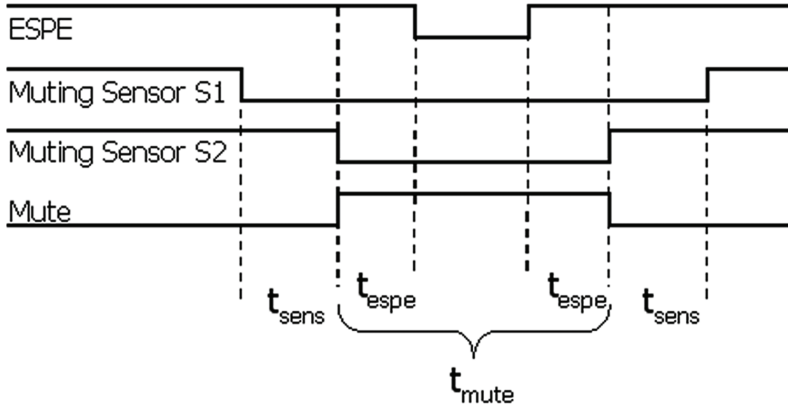 ESPE
Muting Sensor S1
Muting Sensor S2
Mute
tsens tespe tespe tsens
tmute